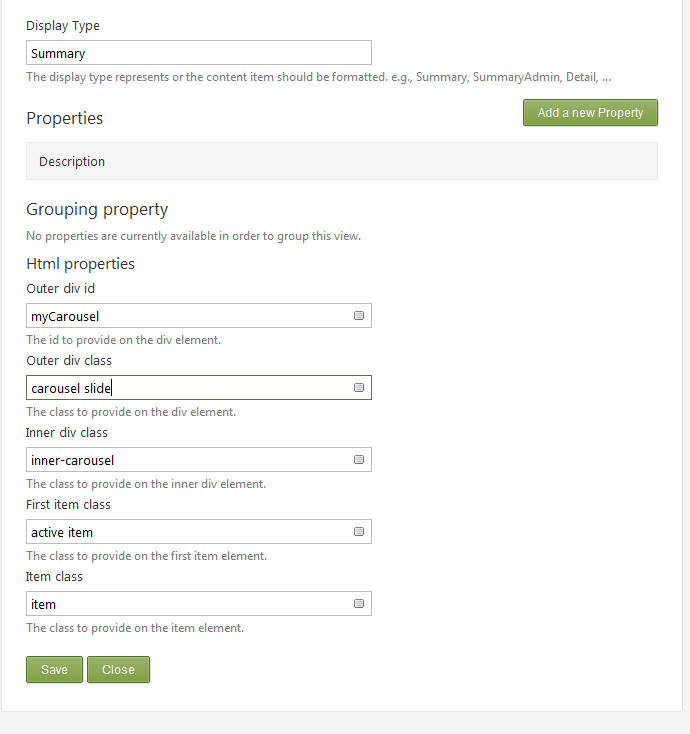 Display Type
Summary
The display type represents or the content item should be formatted. e.g., Summary, SummaryAdmin, Detail, ...
Properties
Add a new Property
Description
Grouping property
No properties are currently available in order to group this view.
Html properties
Outer div id
myCarousel
The id to provide on the div element.
Outer div class
carousel slide
The class to provide on the div element.
Inner div class
inner-carousel
The class to provide on the inner div element.
First item class
active item
The class to provide on the first item element.
Item class
item
The class to provide on the item element.
Save
Close